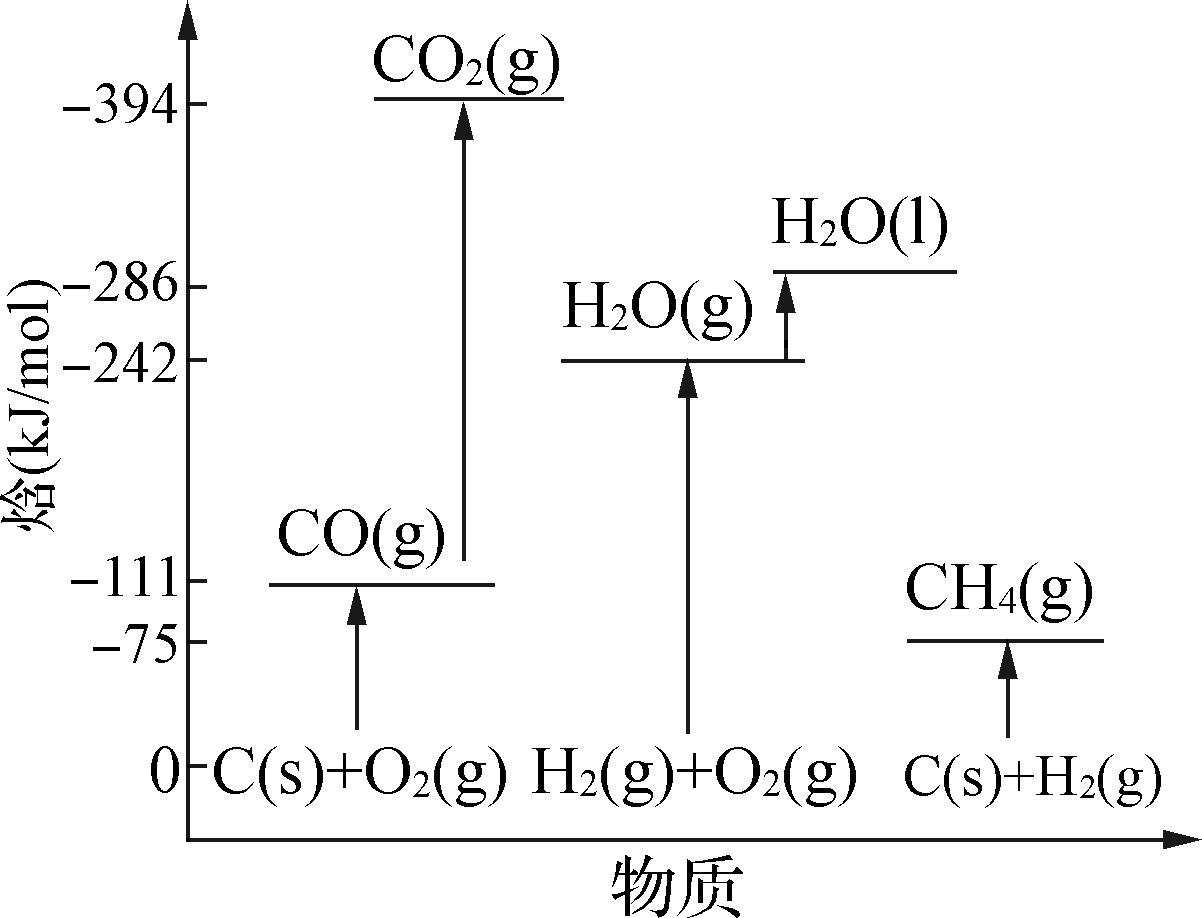 CO₂(g)
−394
H₂O(l)
−286
H₂O(g)
−242
焓(kJ/mol)
CO(g)
−111
CH₄(g)
−75
0
C(s)+O₂(g)
H₂(g)+O₂(g)
C(s)+H₂(g)
物质